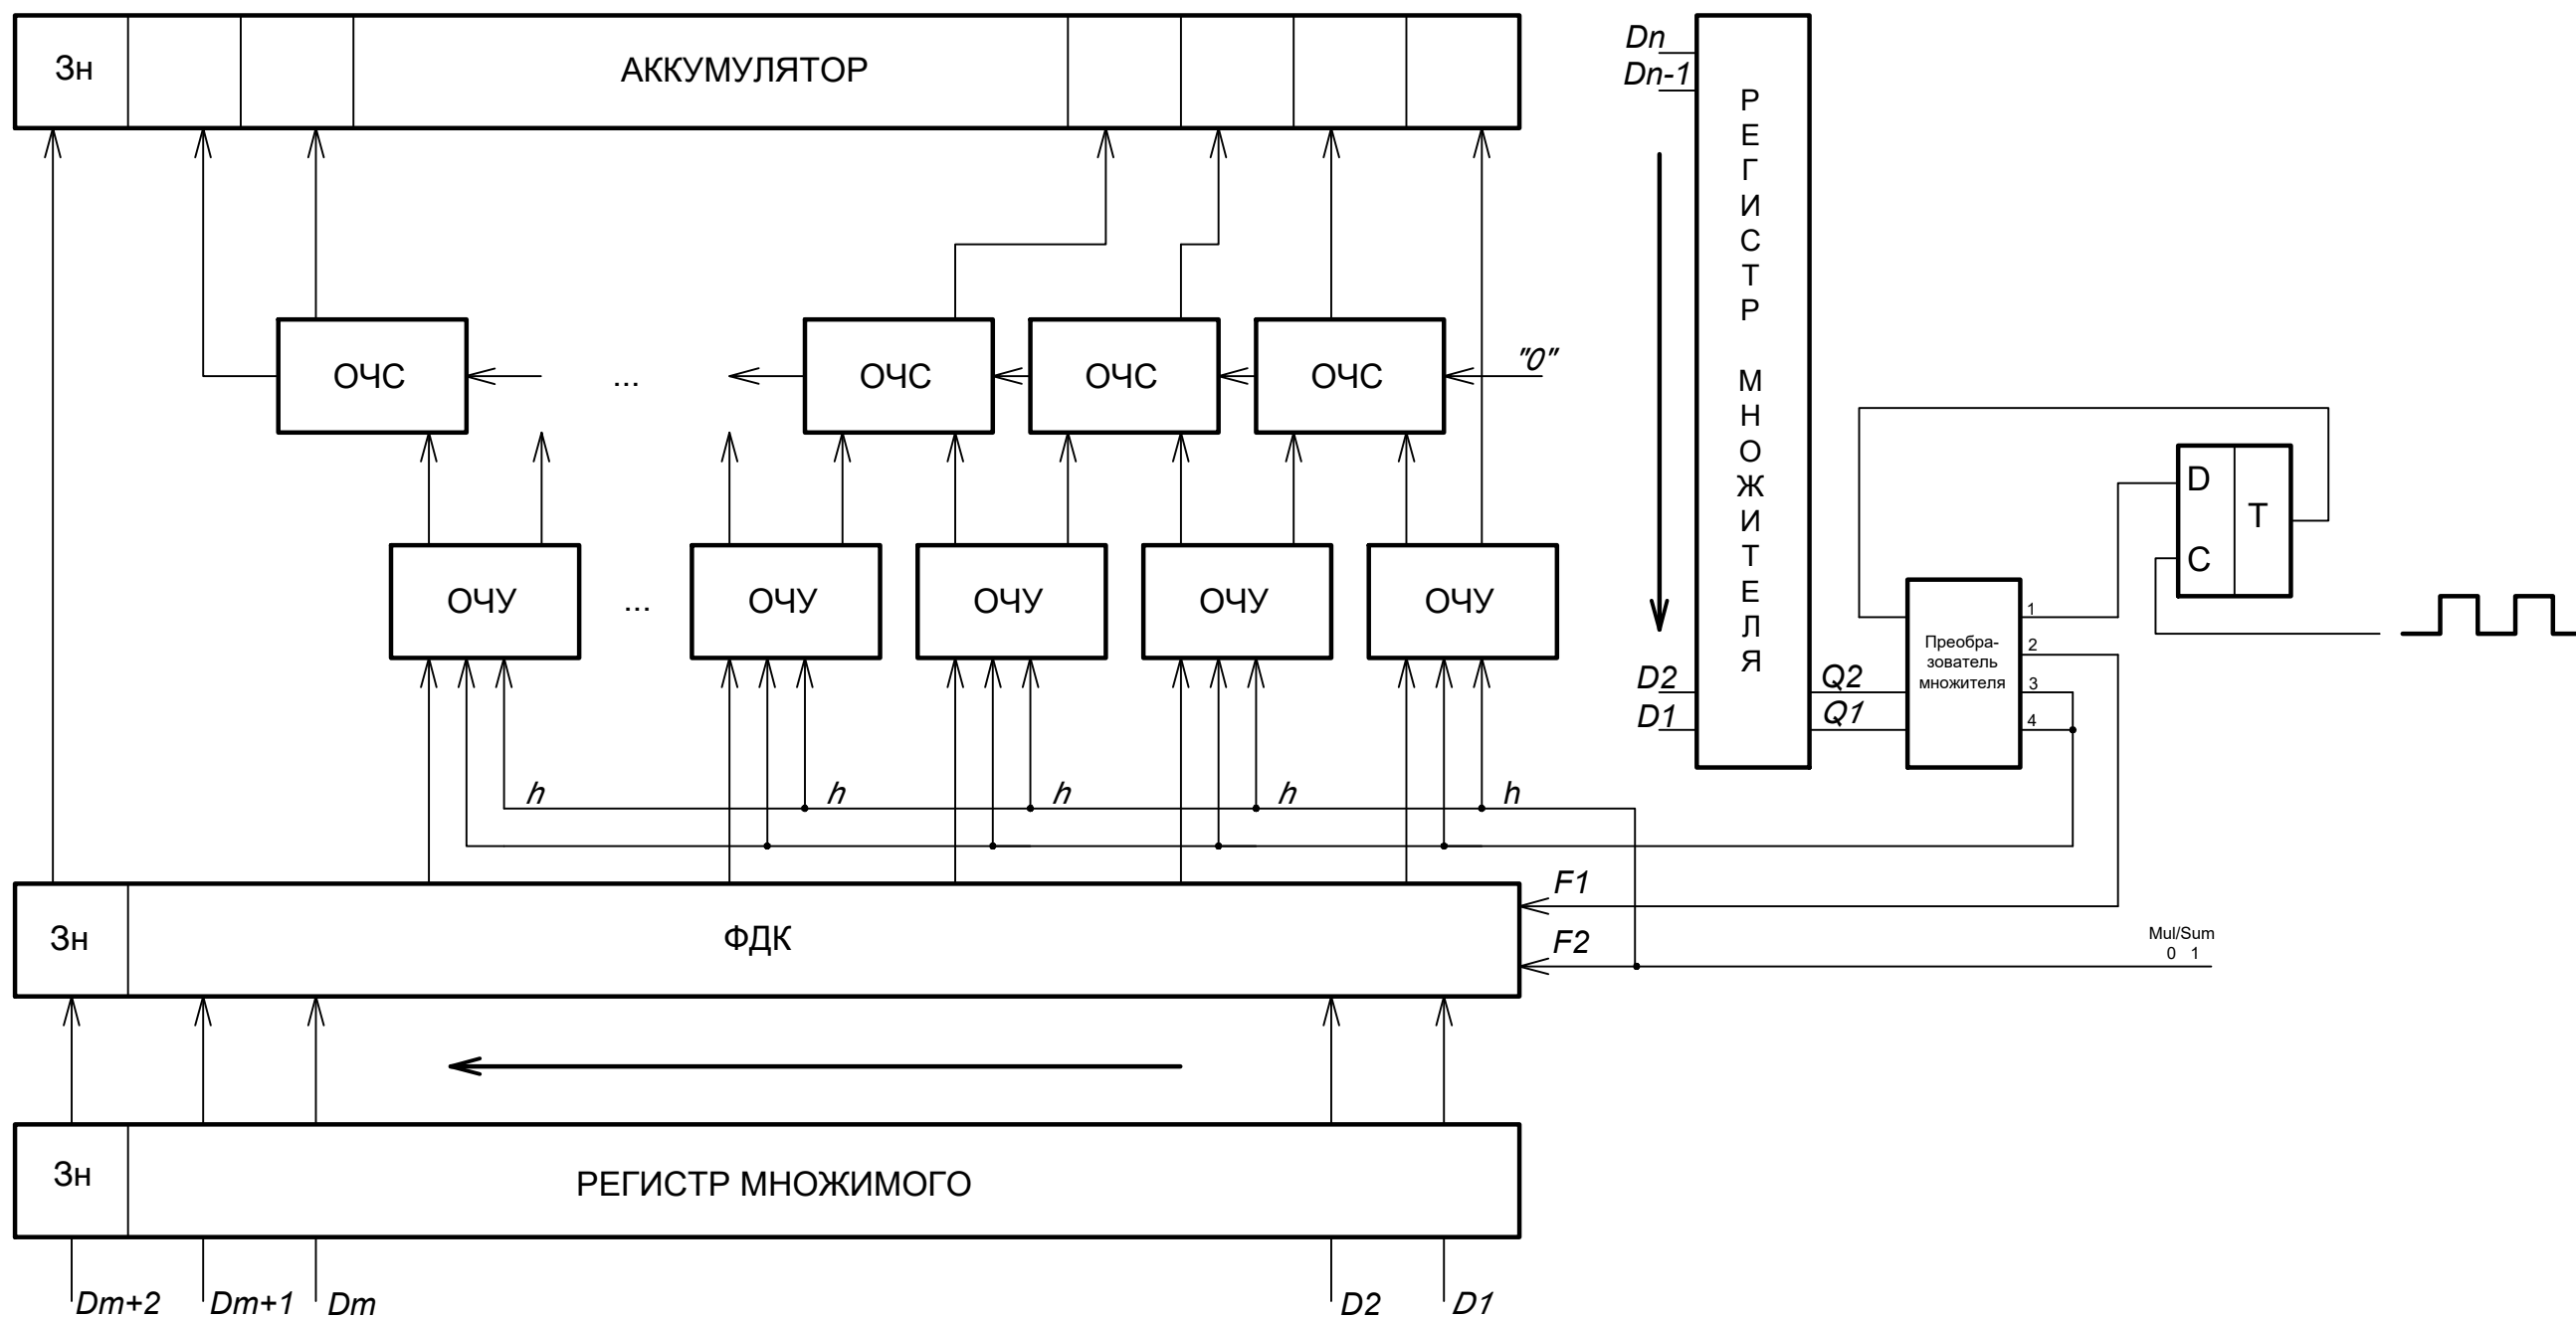 Зн
АККУМУЛЯТОР
Dn
Dn-1
РЕГИСТР МНОЖИТЕЛЯ
ОЧС
...
ОЧС
ОЧС
ОЧС
"0"
D
C
T
ОЧУ
...
ОЧУ
ОЧУ
ОЧУ
ОЧУ
D2
D1
Q2
Q1
Преобра-
зователь
множителя
1
2
3
4
h
h
h
h
h
Зн
ФДК
F1
F2
Mul/Sum
0 1
Зн
РЕГИСТР МНОЖИМОГО
Dm+2
Dm+1
Dm
D2
D1